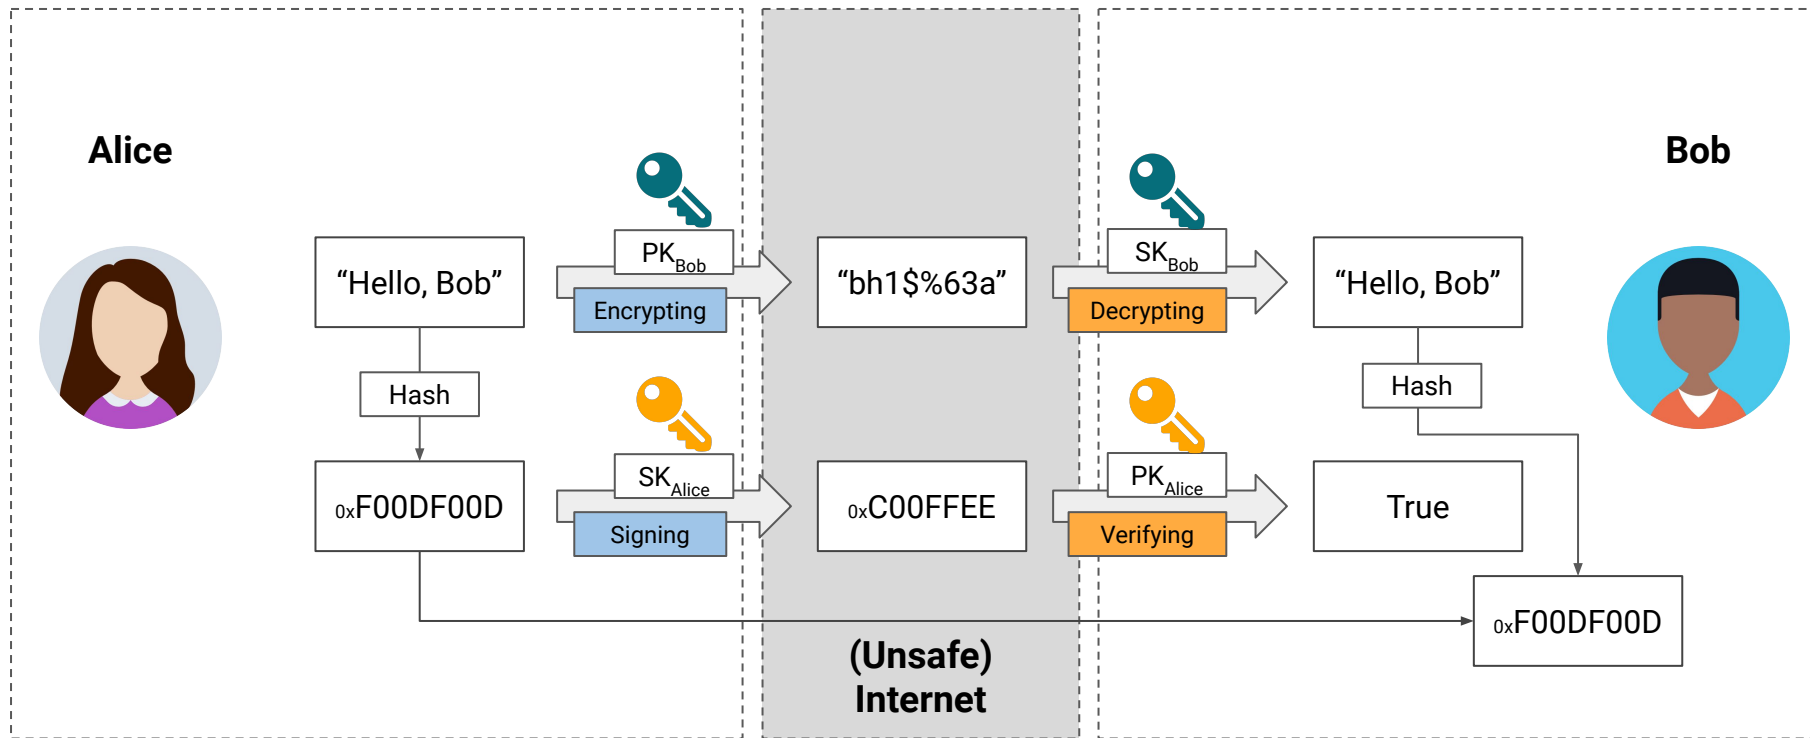 Alice
Bob
PKBob
SKBob
“Hello, Bob”
“bh1$%63a”
“Hello, Bob”
Encrypting
Decrypting
Hash
Hash
SKAlice
PKAlice
0xF00DF00D
0xC00FFEE
True
Signing
Verifying
0xF00DF00D
(Unsafe)
Internet